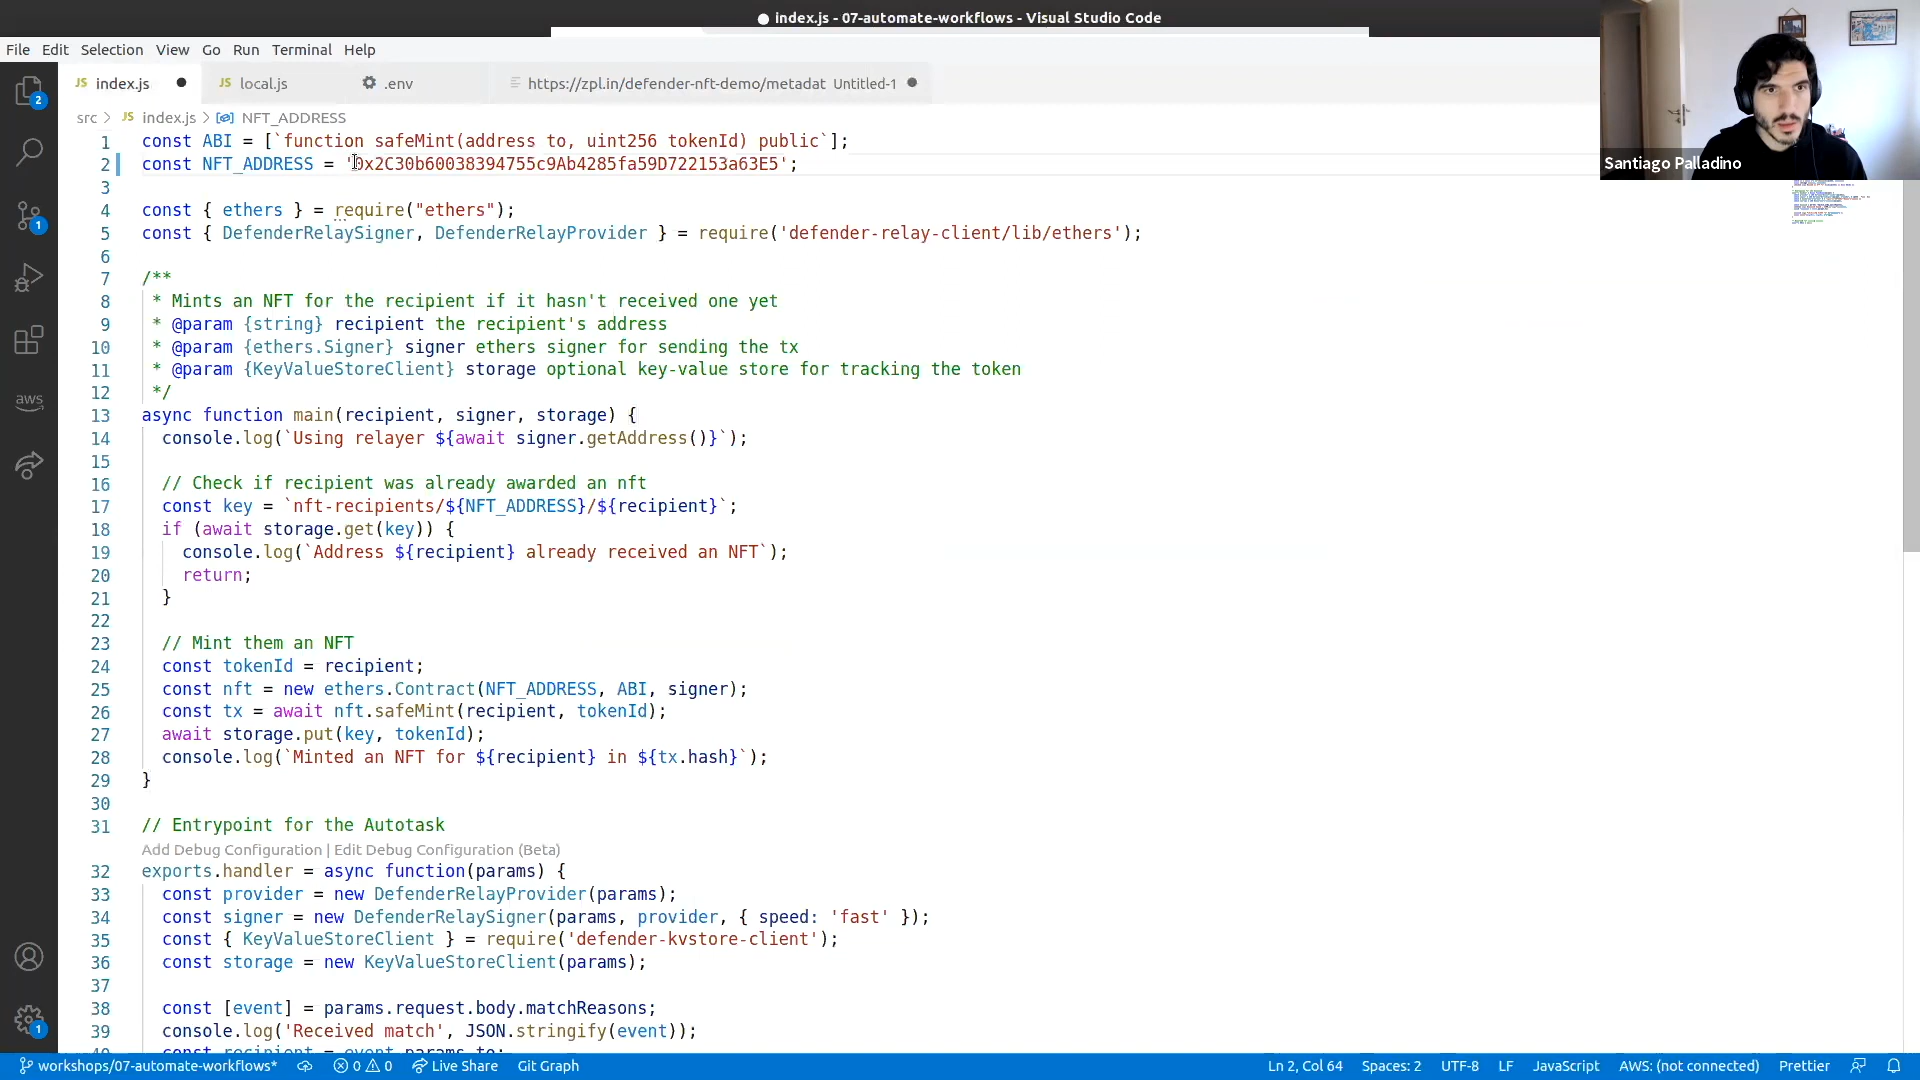 index.js - 07-automate-workflows - Visual Studio Code
File Edit Selection View Go Run Terminal Help
JS index.js
JS local.js
.env
https://zpl.in/defender-nft-demo/metadat Untitled-1
Santiago Palladino
src > JS index.js > NFT_ADDRESS
1 const ABI = [`function safeMint(address to, uint256 tokenId) public`];
2 const NFT_ADDRESS = '0x2C30b60038394755c9Ab4285fa59D722153a63E5';
3
4 const { ethers } = require("ethers");
5 const { DefenderRelaySigner, DefenderRelayProvider } = require('defender-relay-client/lib/ethers');
6
7 /**
8 * Mints an NFT for the recipient if it hasn't received one yet
9 * @param {string} recipient the recipient's address
10 * @param {ethers.Signer} signer ethers signer for sending the tx
11 * @param {KeyValueStoreClient} storage optional key-value store for tracking the token
12 */
13 async function main(recipient, signer, storage) {
14 console.log(`Using relayer ${await signer.getAddress()}`);
15
16 // Check if recipient was already awarded an nft
17 const key = `nft-recipients/${NFT_ADDRESS}/${recipient}`;
18 if (await storage.get(key)) {
19 console.log(`Address ${recipient} already received an NFT`);
20 return;
21 }
22
23 // Mint them an NFT
24 const tokenId = recipient;
25 const nft = new ethers.Contract(NFT_ADDRESS, ABI, signer);
26 const tx = await nft.safeMint(recipient, tokenId);
27 await storage.put(key, tokenId);
28 console.log(`Minted an NFT for ${recipient} in ${tx.hash}`);
29 }
30
31 // Entrypoint for the Autotask
Add Debug Configuration | Edit Debug Configuration (Beta)
32 exports.handler = async function(params) {
33 const provider = new DefenderRelayProvider(params);
34 const signer = new DefenderRelaySigner(params, provider, { speed: 'fast' });
35 const { KeyValueStoreClient } = require('defender-kvstore-client');
36 const storage = new KeyValueStoreClient(params);
37
38 const [event] = params.request.body.matchReasons;
39 console.log('Received match', JSON.stringify(event));
40 const recipient = event.params.to;
2
1
aws
1
workshops/07-automate-workflows* 0 0 Live Share Git Graph
Ln 2, Col 64 Spaces: 2 UTF-8 LF JavaScript AWS: (not connected) Prettier